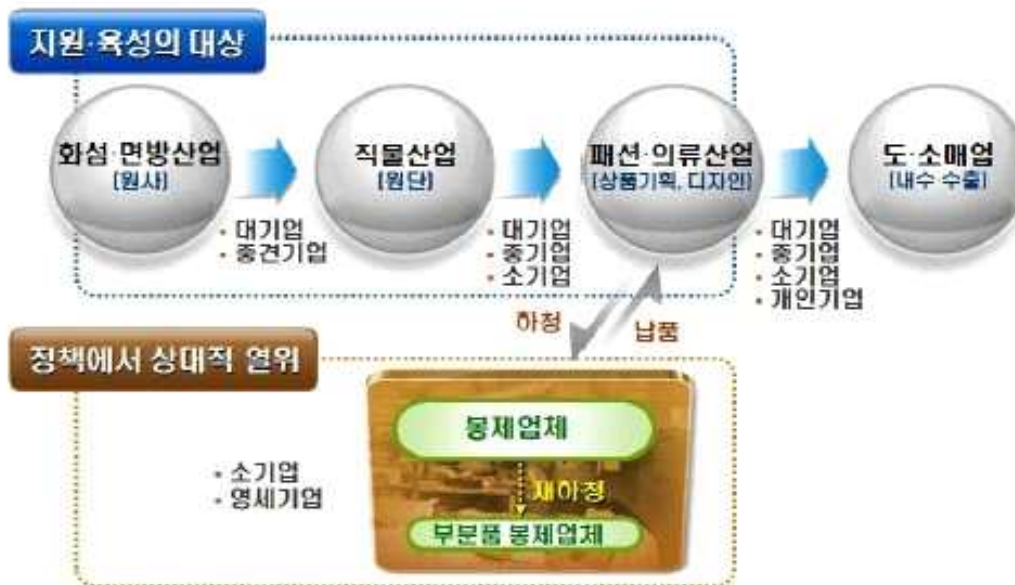 지원·육성의 대상
화섬·면방산업
(원사)
직물산업
(원단)
패션·의류산업
(상품기획, 디자인)
도·소매업
(내수 수출)
• 대기업
• 중견기업
• 대기업
• 중기업
• 소기업
• 대기업
• 중기업
• 소기업
• 개인기업
하청
납품
정책에서 상대적 열위
• 소기업
• 영세기업
봉제업체
재하청
부분품 봉제업체